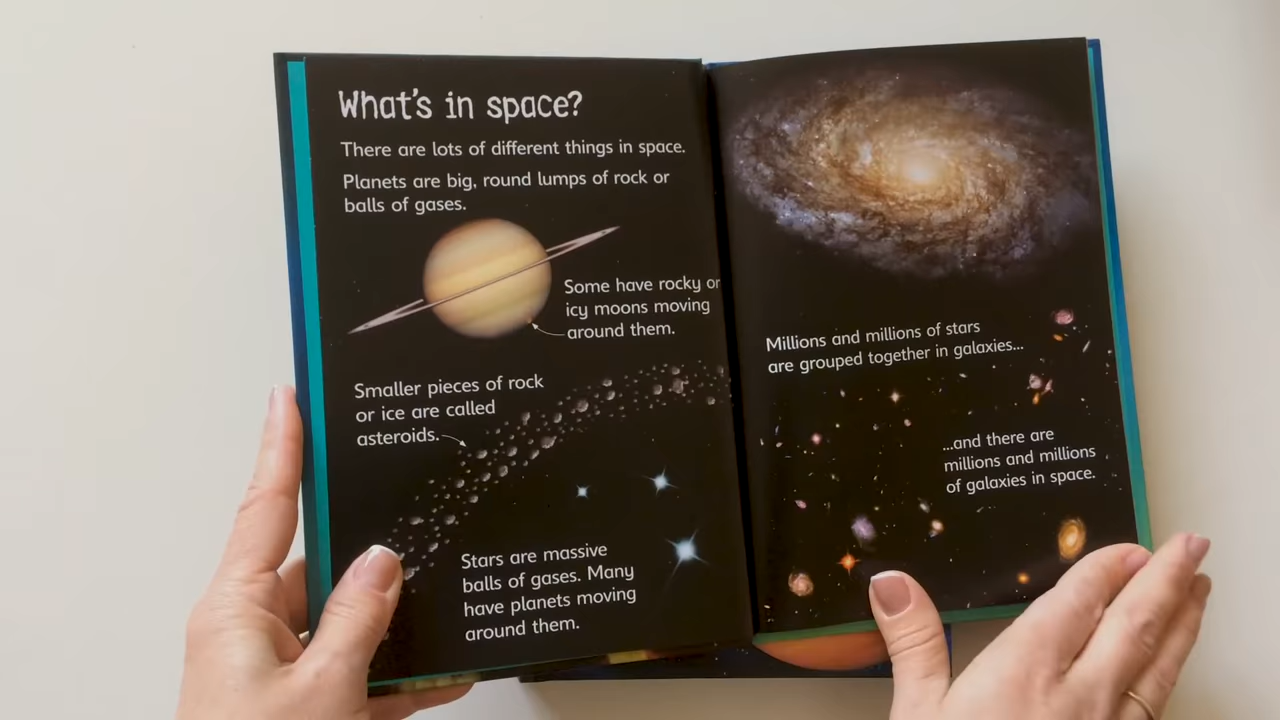 What's in space?
There are lots of different things in space.
Planets are big, round lumps of rock or
balls of gases.
Some have rocky or
icy moons moving
around them.
Smaller pieces of rock
or ice are called
asteroids.
Stars are massive
balls of gases. Many
have planets moving
around them.
Millions and millions of stars
are grouped together in galaxies...
...and there are
millions and millions
of galaxies in space.